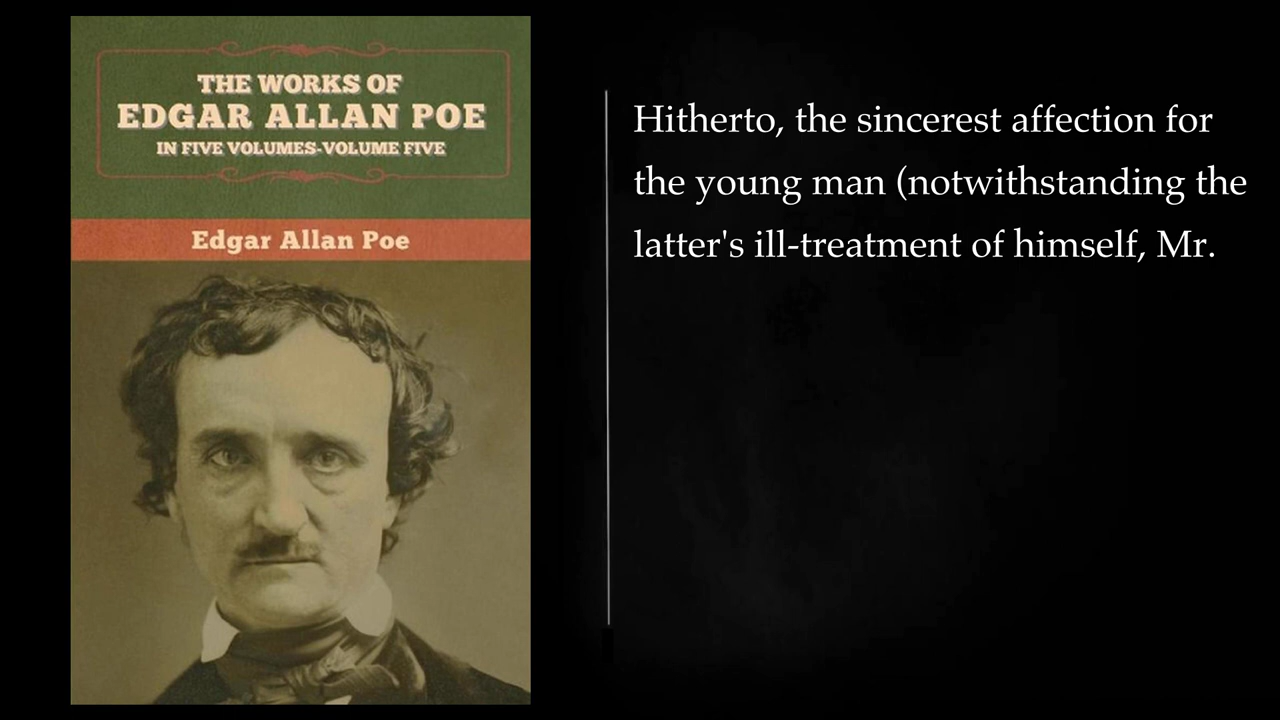 THE WORKS OF
EDGAR ALLAN POE
IN FIVE VOLUMES-VOLUME FIVE
Edgar Allan Poe
Hitherto, the sincerest affection for
the young man (notwithstanding the
latter's ill-treatment of himself, Mr.